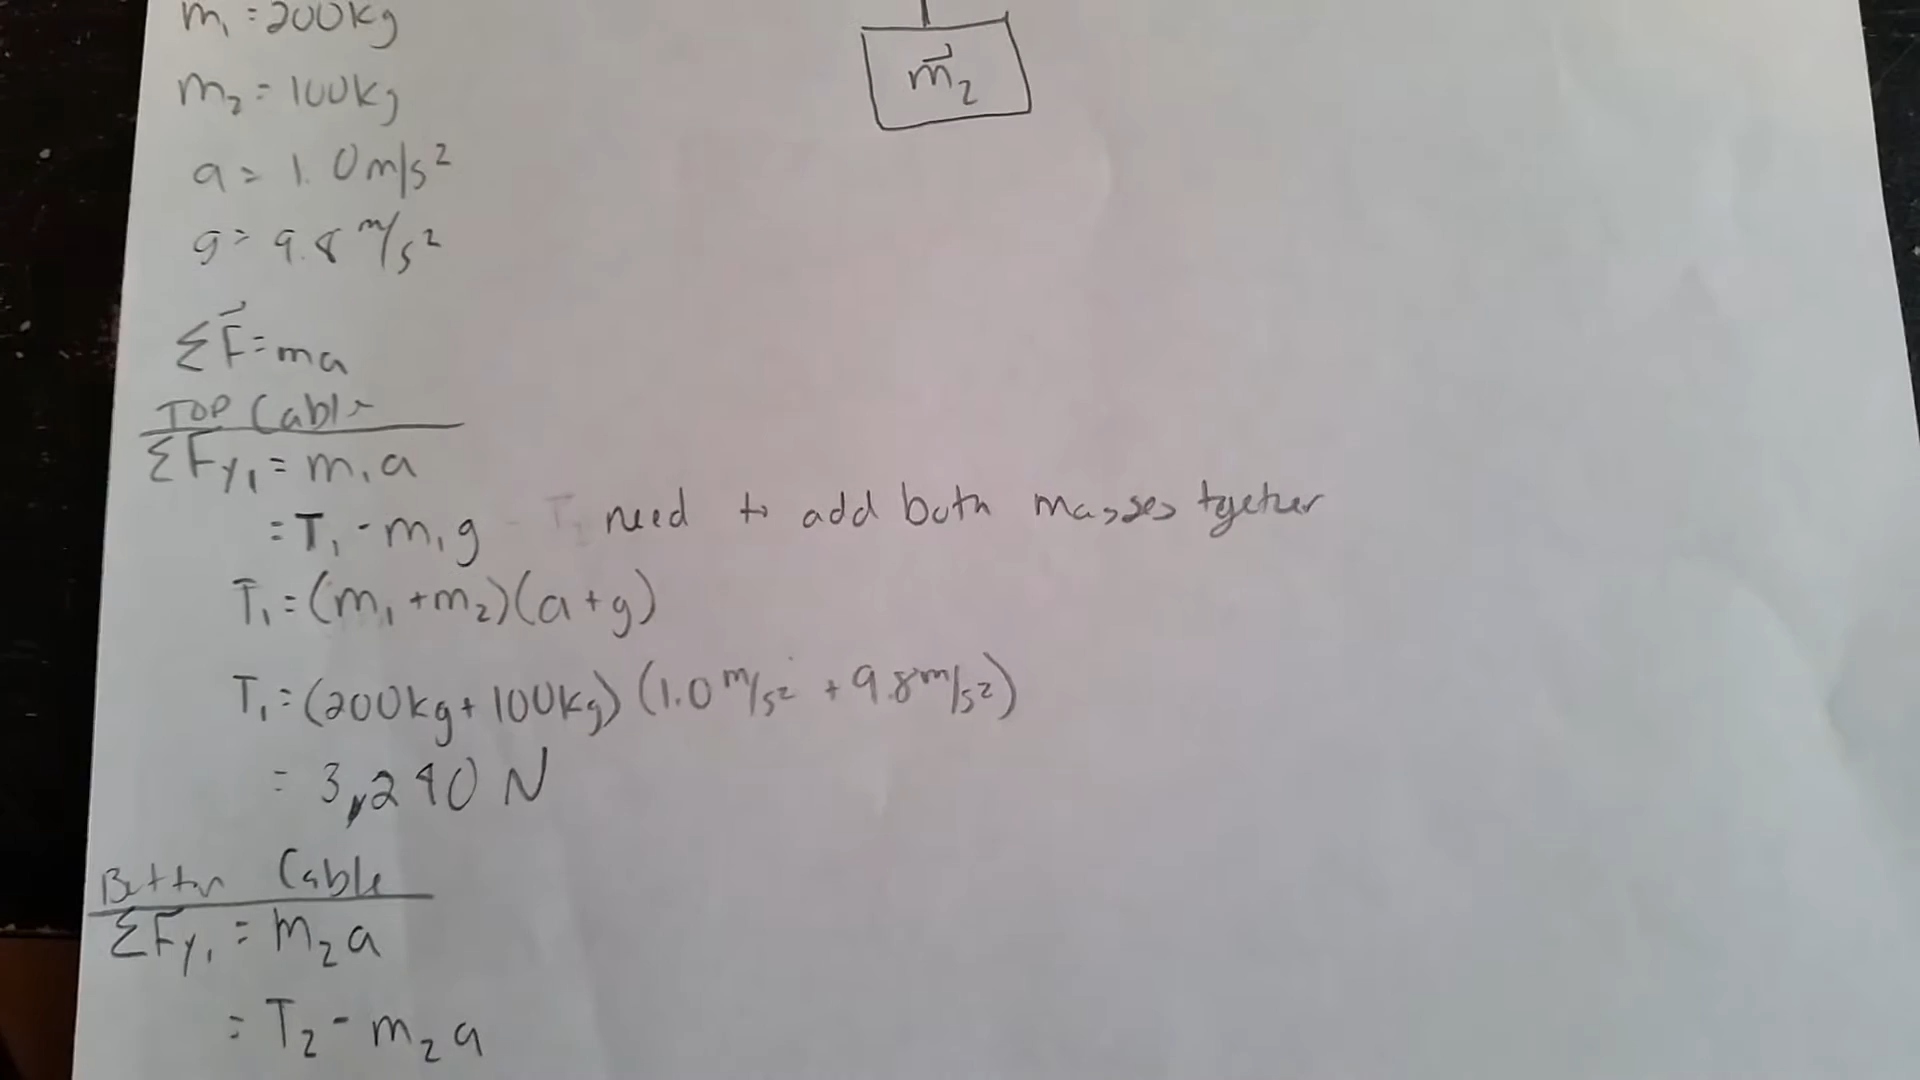 m₁ = 200kg
m₂ = 100kg
m⃗₂
a = 1.0 m/s²
g = 9.8 m/s²
ΣF⃗ = ma
TOP Cable
ΣFy₁ = m₁a
= T₁ - m₁g need to add both masses together
T₁ = (m₁ + m₂)(a + g)
T₁ = (200kg + 100kg) (1.0 m/s² + 9.8 m/s²)
= 3,240 N
Bottom Cable
ΣFy₁ = m₂a
= T₂ - m₂a